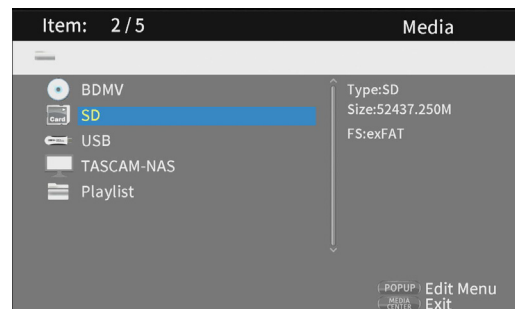 Item: 2/5 Media
BDMV
Card SD
USB
TASCAM-NAS
Playlist
Type:SD
Size:52437.250M
FS:exFAT
POPUP Edit Menu
MEDIA CENTER Exit